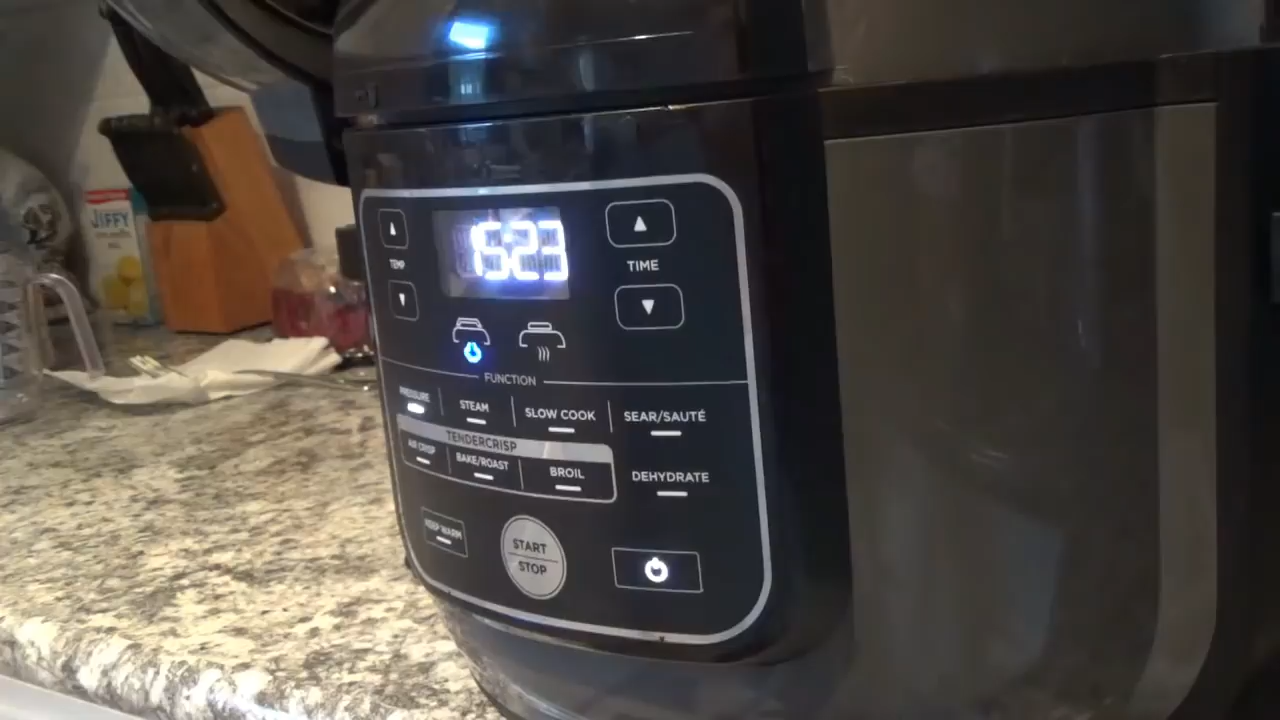 JIFFY
TEMP
15:23
TIME
FUNCTION
PRESSURE
STEAM
SLOW COOK
SEAR/SAUTÉ
TENDERCRISP
AIR CRISP
BAKE/ROAST
BROIL
DEHYDRATE
KEEP WARM
START
STOP